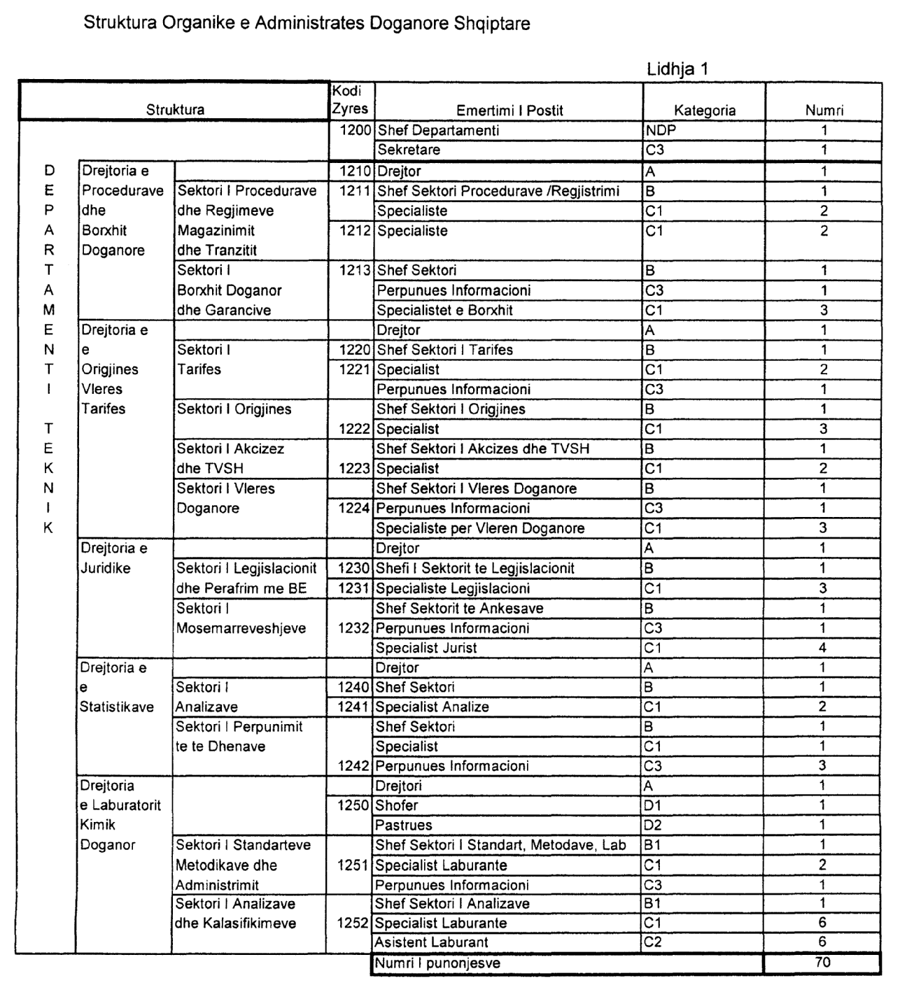 Struktura Organike e Administrates Doganore Shqiptare
Lidhja 1
Struktura Kodi Zyres Emertimi I Postit Kategoria Numri
1200 Shef Departamenti NDP 1
Sekretare C3 1
D Drejtoria e 1210 Drejtor A 1
E Procedurave Sektori I Procedurave 1211 Shef Sektori Procedurave /Regjistrimi B 1
P dhe dhe Regjimeve Specialiste C1 2
A Borxhit Magazinimit 1212 Specialiste C1 2
R Doganore dhe Tranzitit
T Sektori I 1213 Shef Sektori B 1
A Borxhit Doganor Perpunues Informacioni C3 1
M dhe Garancive Specialistet e Borxhit C1 3
E Drejtoria e Drejtor A 1
N e Sektori I 1220 Shef Sektori I Tarifes B 1
T Origjines Tarifes 1221 Specialist C1 2
I Vleres Perpunues Informacioni C3 1
Tarifes Sektori I Origjines Shef Sektori I Origjines B 1
T 1222 Specialist C1 3
E Sektori I Akcizez Shef Sektori I Akcizes dhe TVSH B 1
K dhe TVSH 1223 Specialist C1 2
N Sektori I Vleres Shef Sektori I Vleres Doganore B 1
I Doganore 1224 Perpunues Informacioni C3 1
K Specialiste per Vleren Doganore C1 3
Drejtoria e Drejtor A 1
Juridike Sektori I Legjislacionit 1230 Shefi I Sektorit te Legjislacionit B 1
dhe Perafrim me BE 1231 Specialiste Legjislacioni C1 3
Sektori I Shef Sektorit te Ankesave B 1
Mosemarreveshjeve 1232 Perpunues Informacioni C3 1
Specialist Jurist C1 4
Drejtoria e Drejtor A 1
e Sektori I 1240 Shef Sektori B 1
Statistikave Analizave 1241 Specialist Analize C1 2
Sektori I Perpunimit Shef Sektori B 1
te te Dhenave Specialist C1 1
1242 Perpunues Informacioni C3 3
Drejtoria Drejtori A 1
e Laburatorit 1250 Shofer D1 1
Kimik Pastrues D2 1
Doganor Sektori I Standarteve Shef Sektori I Standart, Metodave, Lab B1 1
Metodikave dhe 1251 Specialist Laburante C1 2
Administrimit Perpunues Informacioni C3 1
Sektori I Analizave Shef Sektori I Analizave B1 1
dhe Kalasifikimeve 1252 Specialist Laburante C1 6
Asistent Laburant C2 6
Numri I punonjesve 70